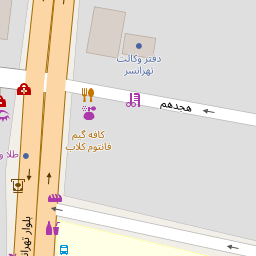 دفتر وکالت
تهرانسر
هجدهم
کافه گیم
فانتوم کلاب
طلا و
بلوار تهران